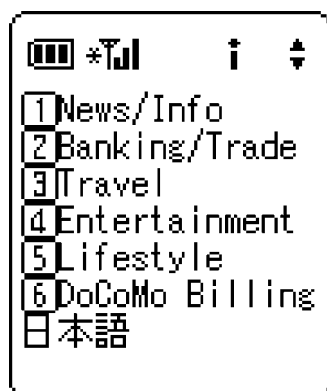 1News/Info
2Banking/Trade
3Travel
4Entertainment
5Lifestyle
6DoCoMo Billing
日本語